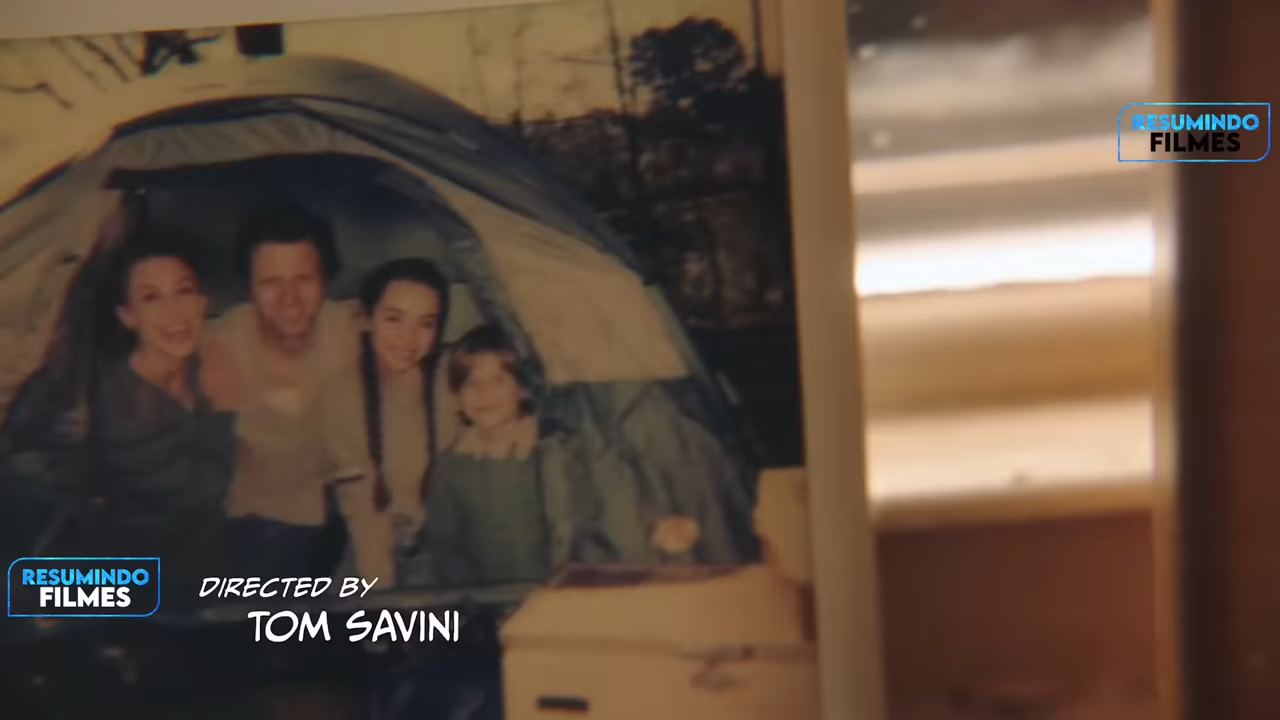 RESUMINDO
FILMES
RESUMINDO
FILMES
DIRECTED BY
TOM SAVINI